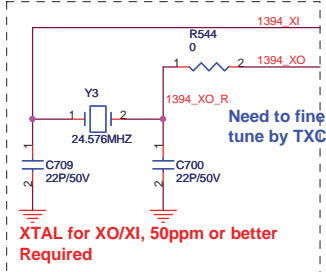 1394_XI
R544
0
1394_XO
1 2
Y3
1394_XO_R
1 2
24.576MHZ
Need to fine
tune by TXC
1
C709
22P/50V
2
1
C700
22P/50V
2
XTAL for XO/XI, 50ppm or better
Required